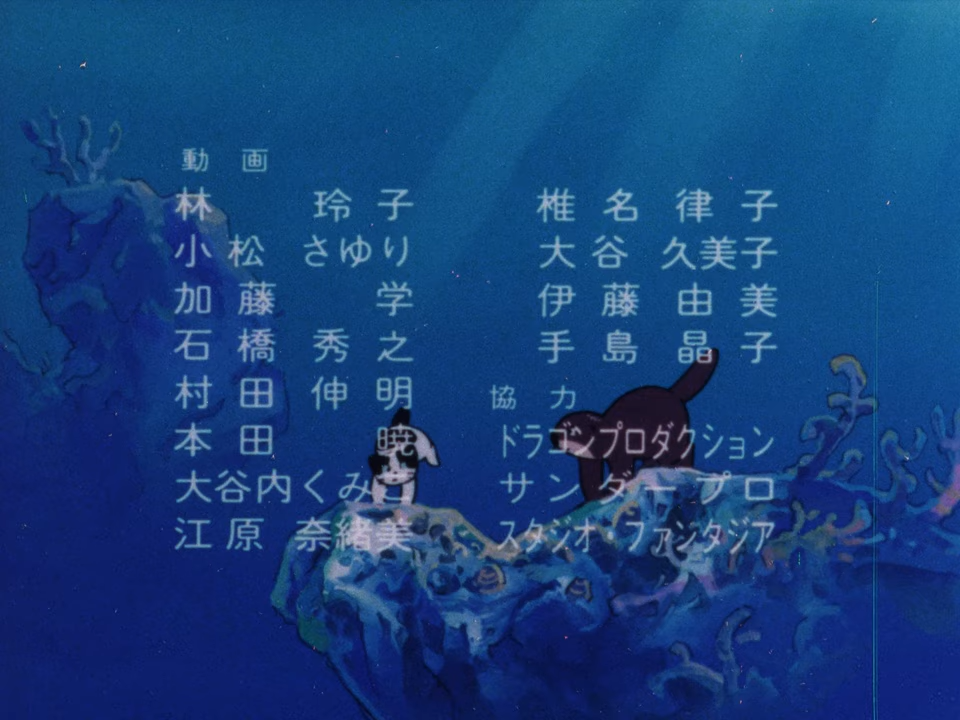 動画
林玲子
小松さゆり
加藤学
石橋秀之
村田伸明
本田暁
大谷内くみ
江原奈緒美
椎名律子
大谷久美子
伊藤由美
手島晶子
協力
ドラゴンプロダクション
サンダープロ
スタジオ・ファンタジア